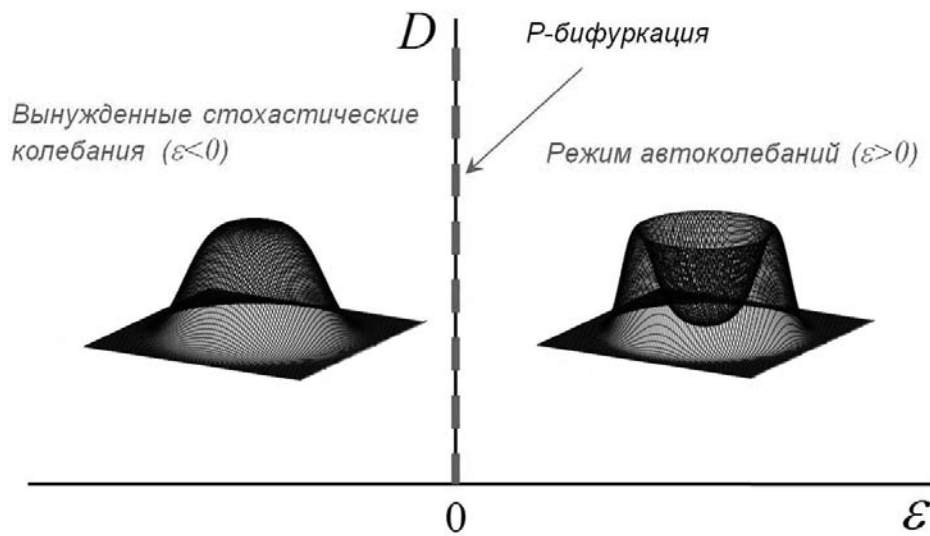 D
P-бифуркация
Вынужденные стохастические
колебания (ε<0)
Режим автоколебаний (ε>0)
0
ε